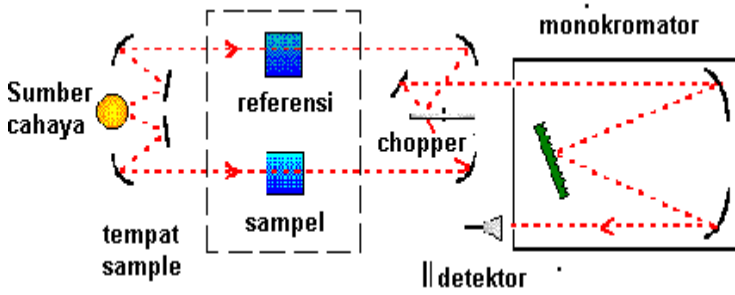 monokromator
Sumber
cahaya
referensi
chopper
sampel
tempat
sample
detektor